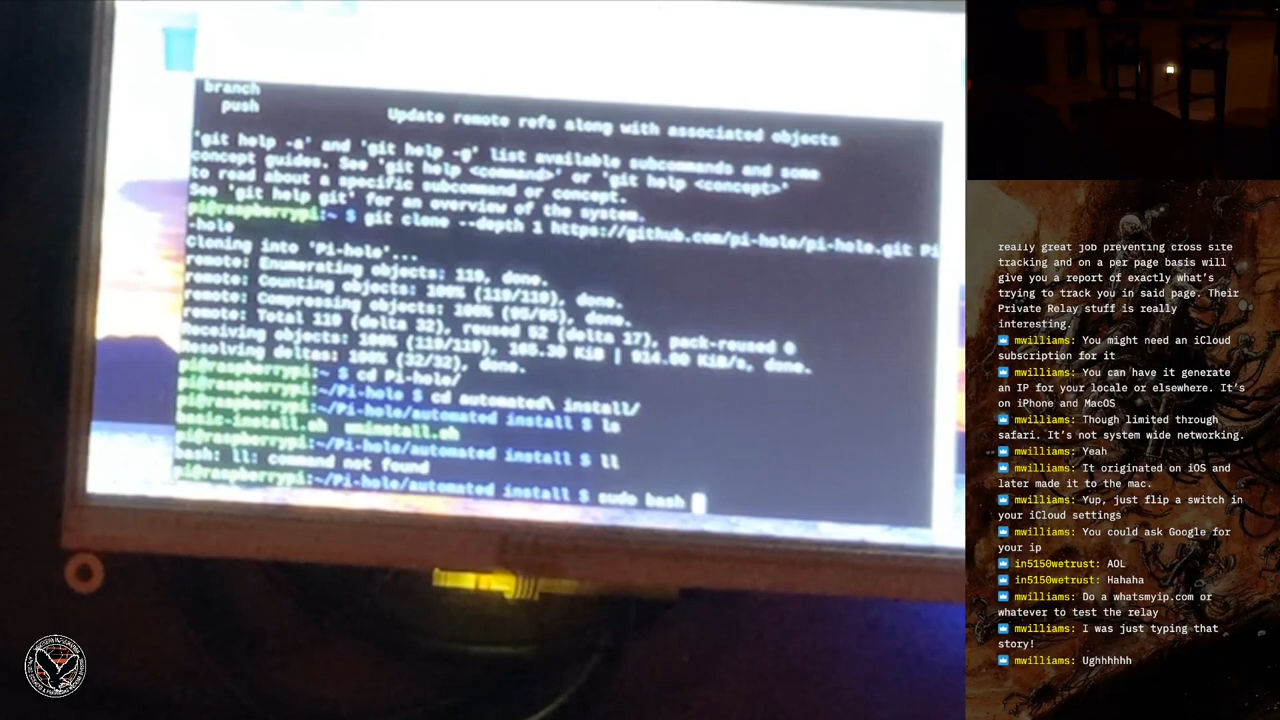 branch
push Update remote refs along with associated objects
'git help -a' and 'git help -g' list available subcommands and some
concept guides. See 'git help <command>' or 'git help <concept>'
to read about a specific subcommand or concept.
See 'git help git' for an overview of the system.
pi@raspberrypi:~ $ git clone --depth 1 https://github.com/pi-hole/pi-hole.git Pi
-hole
Cloning into 'Pi-hole'...
remote: Enumerating objects: 119, done.
remote: Counting objects: 100% (119/119), done.
remote: Compressing objects: 100% (95/95), done.
remote: Total 119 (delta 32), reused 52 (delta 17), pack-reused 0
Receiving objects: 100% (119/119), 165.30 KiB | 914.00 KiB/s, done.
Resolving deltas: 100% (32/32), done.
pi@raspberrypi:~ $ cd Pi-hole/
pi@raspberrypi:~/Pi-hole $ cd automated\ install/
pi@raspberrypi:~/Pi-hole/automated install $ ls
basic-install.sh uninstall.sh
pi@raspberrypi:~/Pi-hole/automated install $ ll
bash: ll: command not found
pi@raspberrypi:~/Pi-hole/automated install $ sudo bash
really great job preventing cross site
tracking and on a per page basis will
give you a report of exactly what's
trying to track you in said page. Their
Private Relay stuff is really
interesting.
mwilliams: You might need an iCloud
subscription for it
mwilliams: You can have it generate
an IP for your locale or elsewhere. It's
on iPhone and MacOS
mwilliams: Though limited through
safari. It's not system wide networking.
mwilliams: Yeah
mwilliams: It originated on iOS and
later made it to the mac.
mwilliams: Yup, just flip a switch in
your iCloud settings
mwilliams: You could ask Google for
your ip
in5150wetrust: AOL
in5150wetrust: Hahaha
mwilliams: Do a whatsmyip.com or
whatever to test the relay
mwilliams: I was just typing that
story!
mwilliams: Ughhhhhh